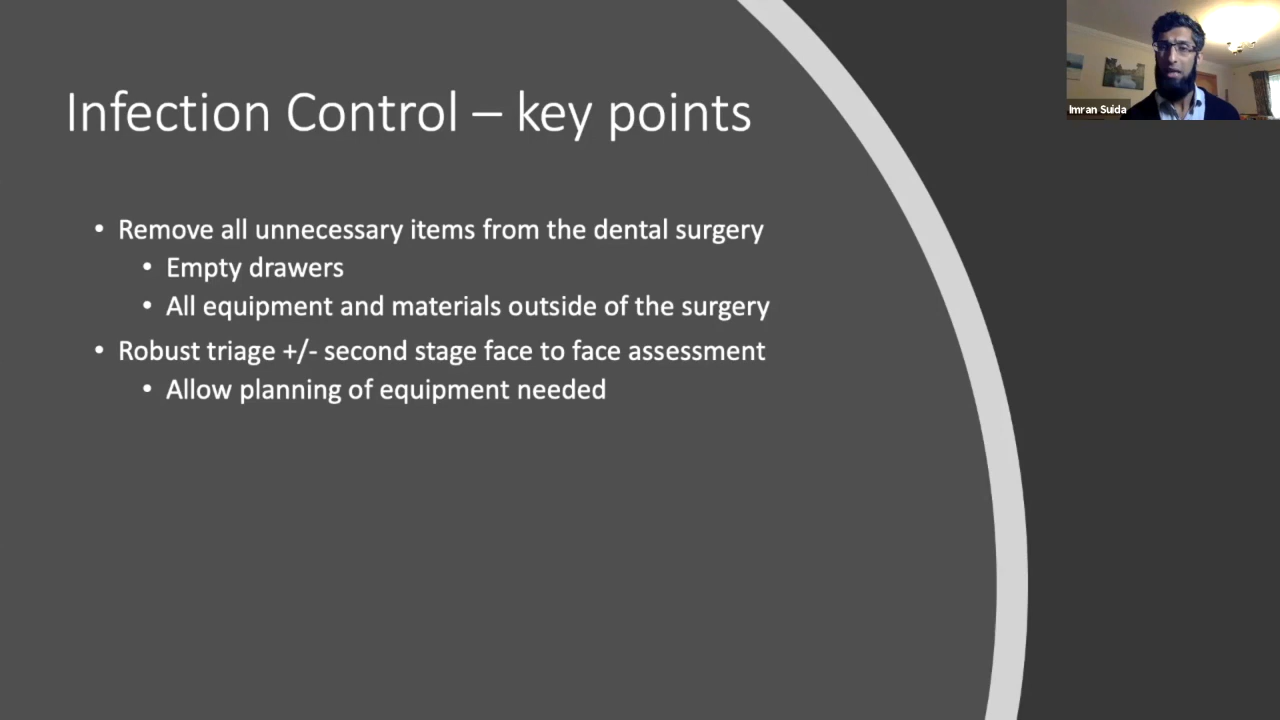 Infection Control – key points
• Remove all unnecessary items from the dental surgery
• Empty drawers
• All equipment and materials outside of the surgery
• Robust triage +/- second stage face to face assessment
• Allow planning of equipment needed
Imran Suida